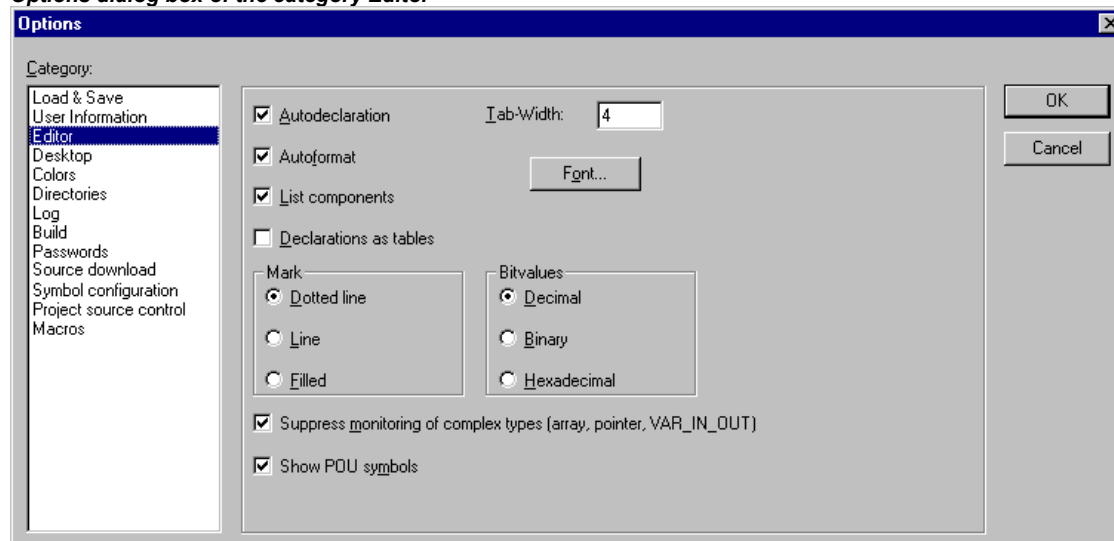 Options dialog box of the category Editor
Options
Category:
Load & Save
User Information
Editor
Desktop
Colors
Directories
Log
Build
Passwords
Source download
Symbol configuration
Project source control
Macros
Autodeclaration
Tab-Width: 4
Autoformat
Font...
List components
Declarations as tables
Mark
Dotted line
Line
Filled
Bitvalues
Decimal
Binary
Hexadecimal
Suppress monitoring of complex types (array, pointer, VAR_IN_OUT)
Show POU symbols
OK
Cancel